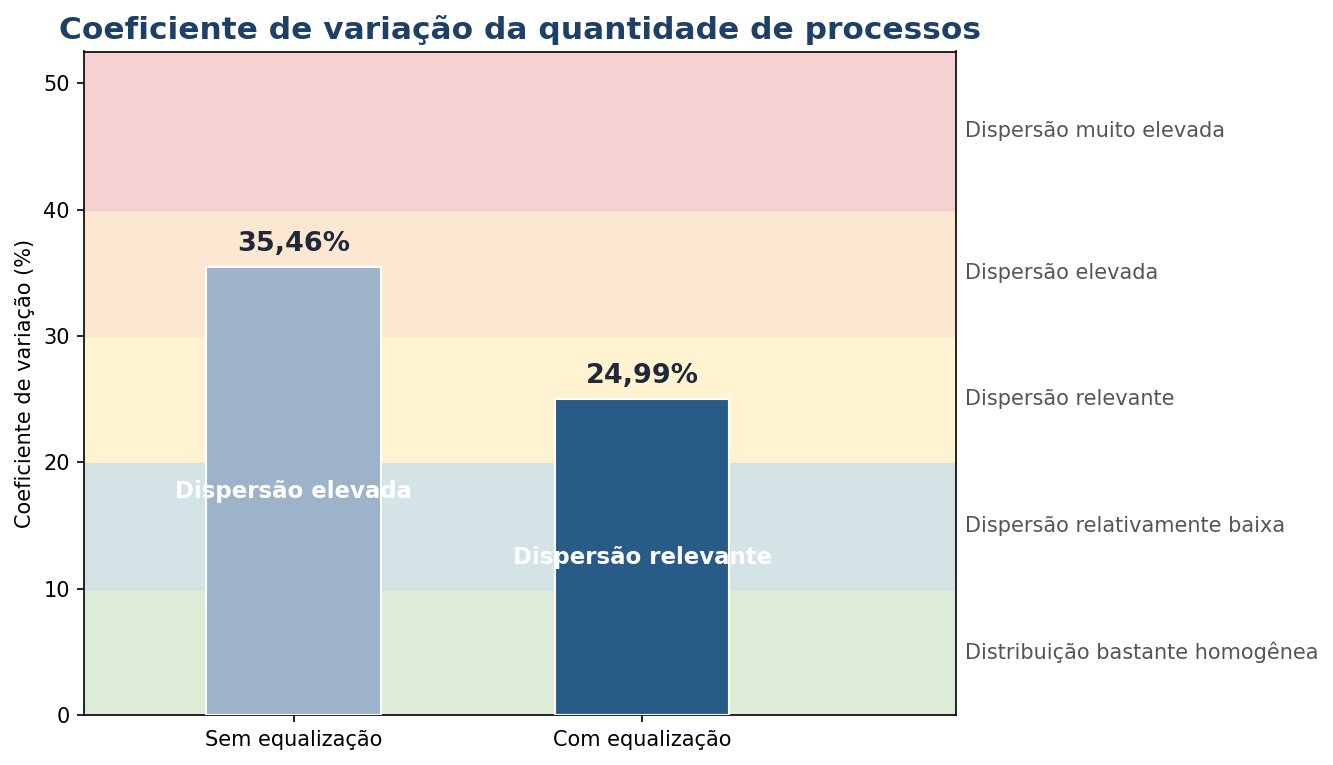 Coeficiente de variação da quantidade de processos
Coeficiente de variação (%)
50
40
30
20
10
0
35,46%
24,99%
Dispersão elevada
Dispersão relevante
Sem equalização
Com equalização
Dispersão muito elevada
Dispersão elevada
Dispersão relevante
Dispersão relativamente baixa
Distribuição bastante homogênea